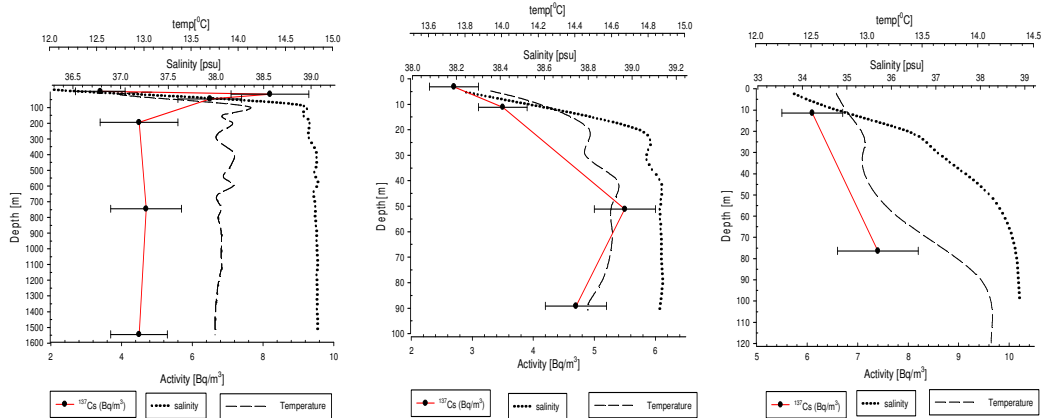 temp[⁰C]
12.0 12.5 13.0 13.5 14.0 14.5 15.0
Salinity [psu]
36.5 37.0 37.5 38.0 38.5 39.0
100
200
300
400
500
600
700
800
900
1000
1100
1200
1300
1400
1500
1600
Depth [m]
2 4 6 8 10
Activity [Bq/m³]
¹³⁷Cs (Bq/m³) salinity Temperature
temp[⁰C]
13.6 13.8 14.0 14.2 14.4 14.6 14.8 15.0
Salinity [psu]
38.0 38.2 38.4 38.6 38.8 39.0 39.2
0
10
20
30
40
50
60
70
80
90
100
Depth [m]
2 3 4 5 6
Activity [Bq/m³]
¹³⁷Cs (Bq/m³) salinity Temperature
temp[⁰C]
12.0 12.4 12.7 13.0 13.4 13.7 14.0 14.4
Salinity [psu]
33 34 35 36 37 38 39
0
10
20
30
40
50
60
70
80
90
100
110
120
Depth [m]
5 6 7 8 9 10
Activity [Bq/m³]
¹³⁷Cs (Bq/m³) salinity Temperature